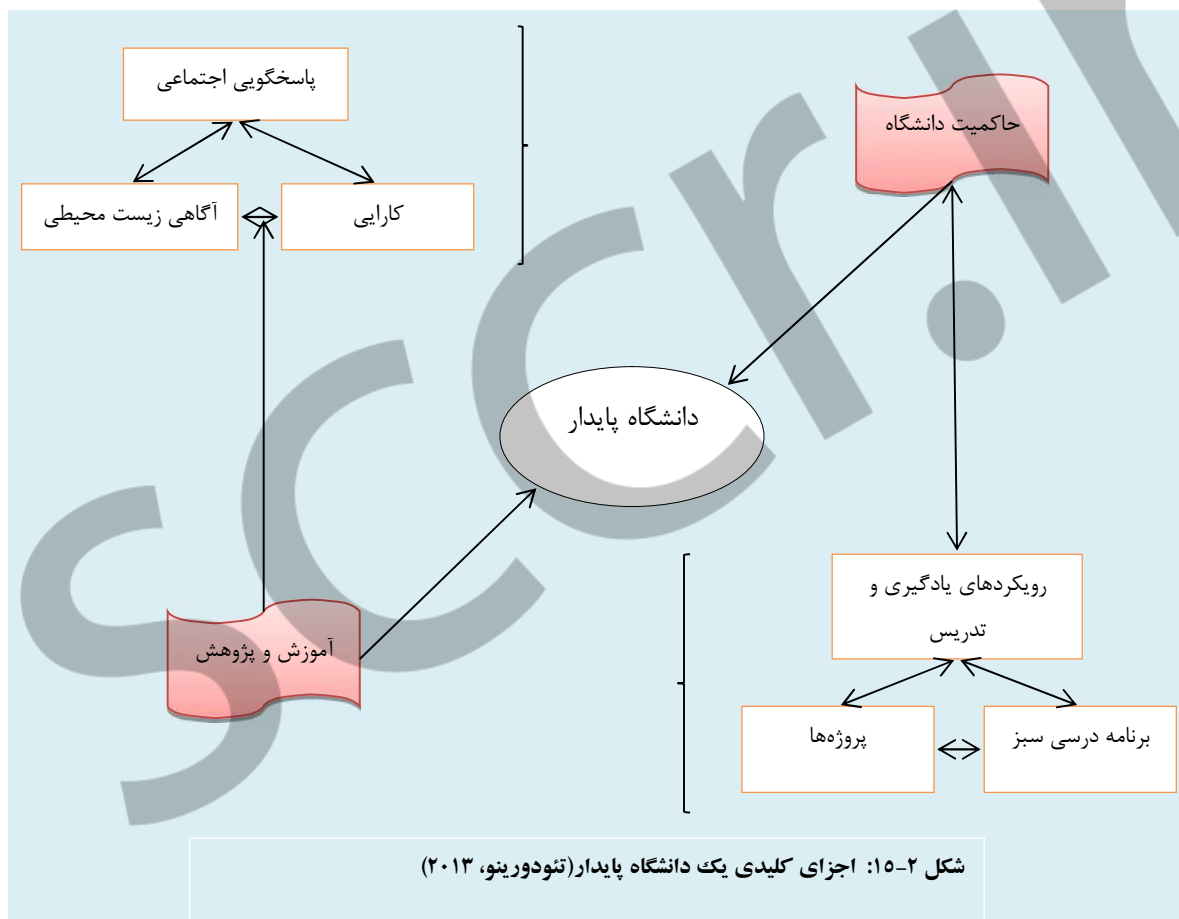 پاسخگویی اجتماعی
حاکمیت دانشگاه
آگاهی زیست محیطی
کارایی
دانشگاه پایدار
رویکردهای یادگیری و
تدریس
آموزش و پژوهش
پروژه‌ها
برنامه درسی سبز
شکل ۲-۱۵: اجزای کلیدی یک دانشگاه پایدار(تئودورینو، ۲۰۱۳)
sccr.ir